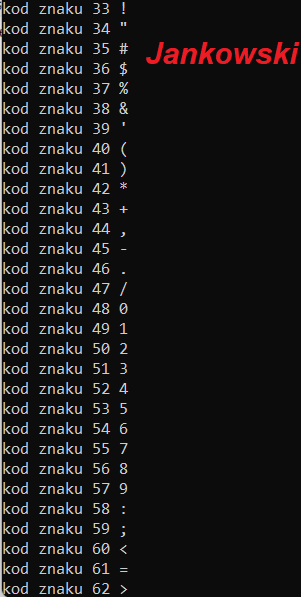 kod znaku 33 !
kod znaku 34 "
kod znaku 35 #
Jankowski
kod znaku 36 $
kod znaku 37 %
kod znaku 38 &
kod znaku 39 '
kod znaku 40 (
kod znaku 41 )
kod znaku 42 *
kod znaku 43 +
kod znaku 44 ,
kod znaku 45 -
kod znaku 46 .
kod znaku 47 /
kod znaku 48 0
kod znaku 49 1
kod znaku 50 2
kod znaku 51 3
kod znaku 52 4
kod znaku 53 5
kod znaku 54 6
kod znaku 55 7
kod znaku 56 8
kod znaku 57 9
kod znaku 58 :
kod znaku 59 ;
kod znaku 60 <
kod znaku 61 =
kod znaku 62 >